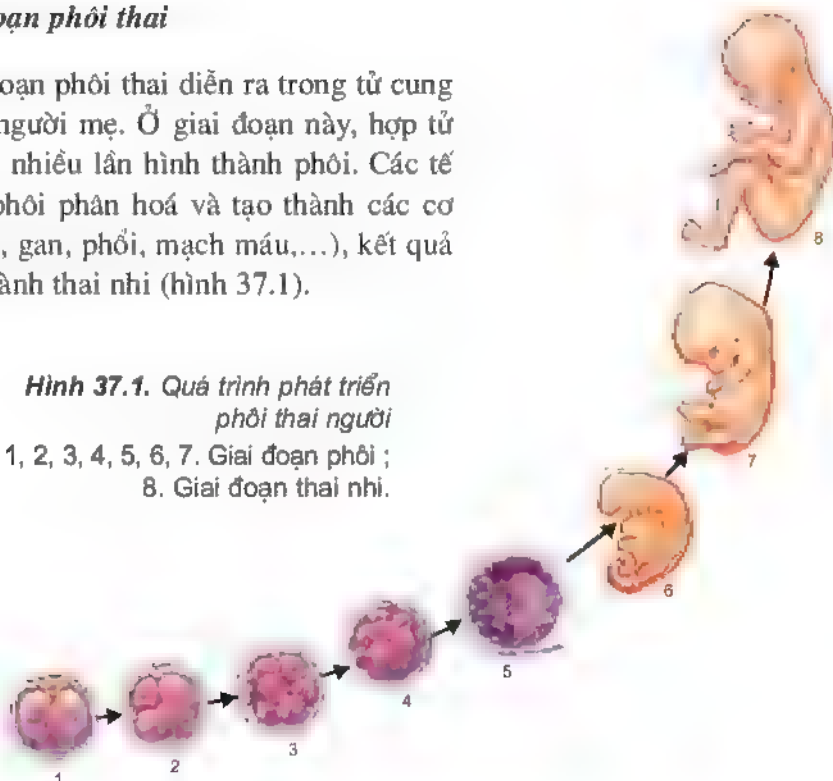 oạn phôi thai
oạn phôi thai diễn ra trong tử cung
người mẹ. Ở giai đoạn này, hợp tử
nhiều lần hình thành phôi. Các tế
phôi phân hoá và tạo thành các cơ
, gan, phổi, mạch máu,...), kết quả
ành thai nhi (hình 37.1).
Hình 37.1. Quá trình phát triển
phôi thai người
1, 2, 3, 4, 5, 6, 7. Giai đoạn phôi ;
8. Giai đoạn thai nhi.
8
7
6
5
4
3
2
1